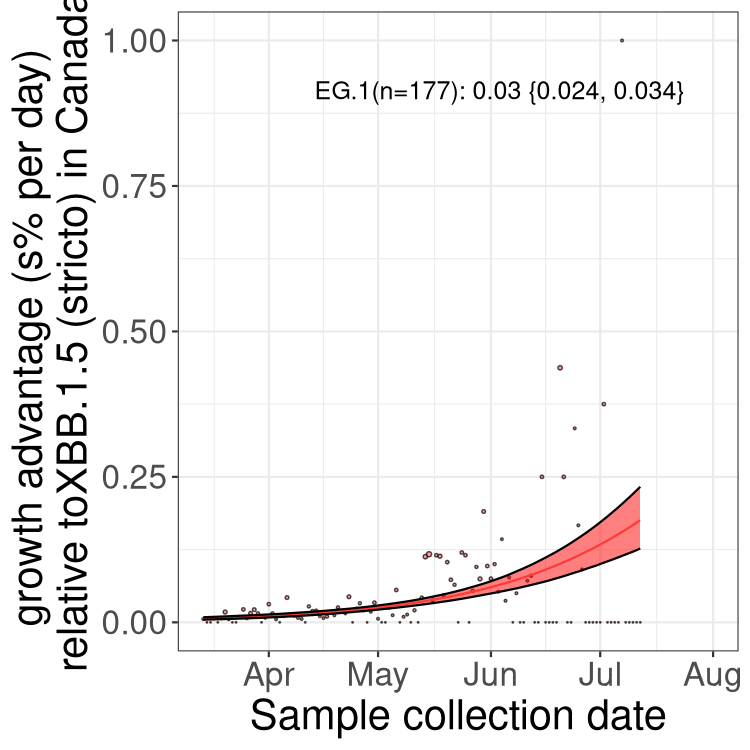 growth advantage (s% per day)
relative toXBB.1.5 (stricto) in Canada
1.00
0.75
0.50
0.25
0.00
EG.1(n=177): 0.03 {0.024, 0.034}
Apr May Jun Jul Aug
Sample collection date